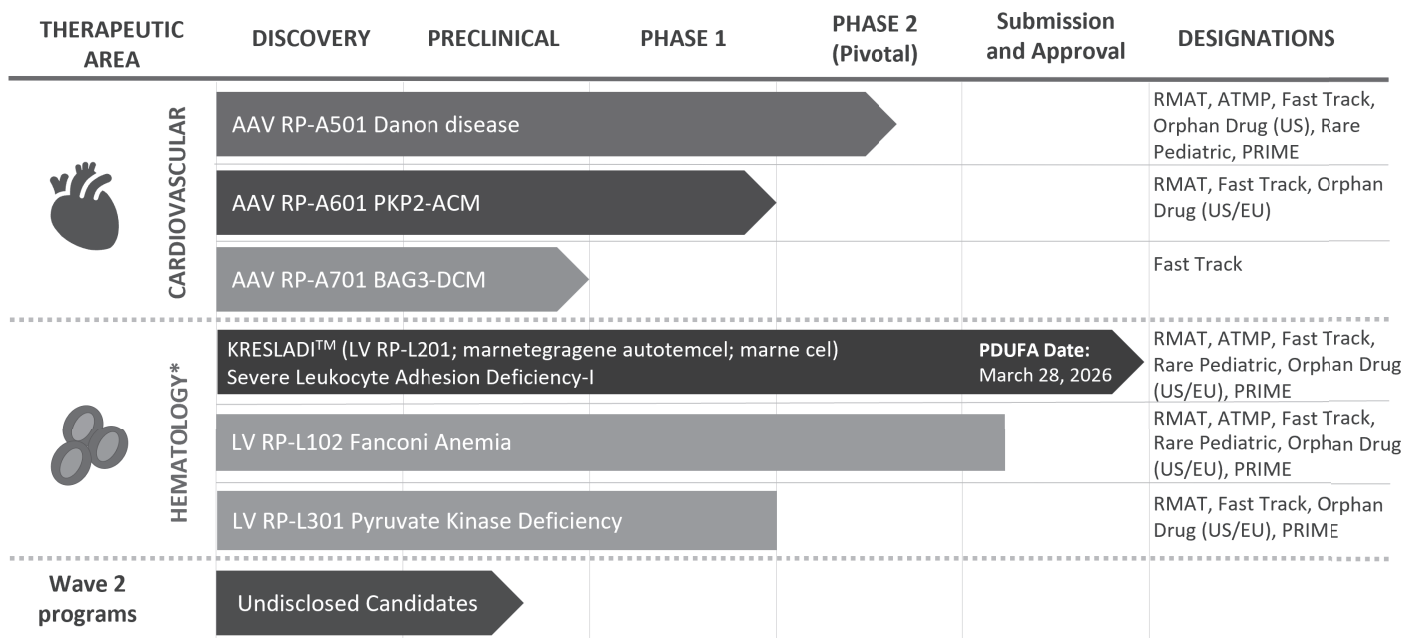 THERAPEUTIC
AREA
DISCOVERY
PRECLINICAL
PHASE 1
PHASE 2
(Pivotal)
Submission
and Approval
DESIGNATIONS
CARDIOVASCULAR
AAV RP-A501 Danon disease
RMAT, ATMP, Fast Track,
Orphan Drug (US), Rare
Pediatric, PRIME
AAV RP-A601 PKP2-ACM
RMAT, Fast Track, Orphan
Drug (US/EU)
AAV RP-A701 BAG3-DCM
Fast Track
HEMATOLOGY*
KRESLADI™ (LV RP-L201; marnetegragene autotemcel; marne cel)
Severe Leukocyte Adhesion Deficiency-I
PDUFA Date:
March 28, 2026
RMAT, ATMP, Fast Track,
Rare Pediatric, Orphan Drug
(US/EU), PRIME
LV RP-L102 Fanconi Anemia
RMAT, ATMP, Fast Track,
Rare Pediatric, Orphan Drug
(US/EU), PRIME
LV RP-L301 Pyruvate Kinase Deficiency
RMAT, Fast Track, Orphan
Drug (US/EU), PRIME
Wave 2
programs
Undisclosed Candidates